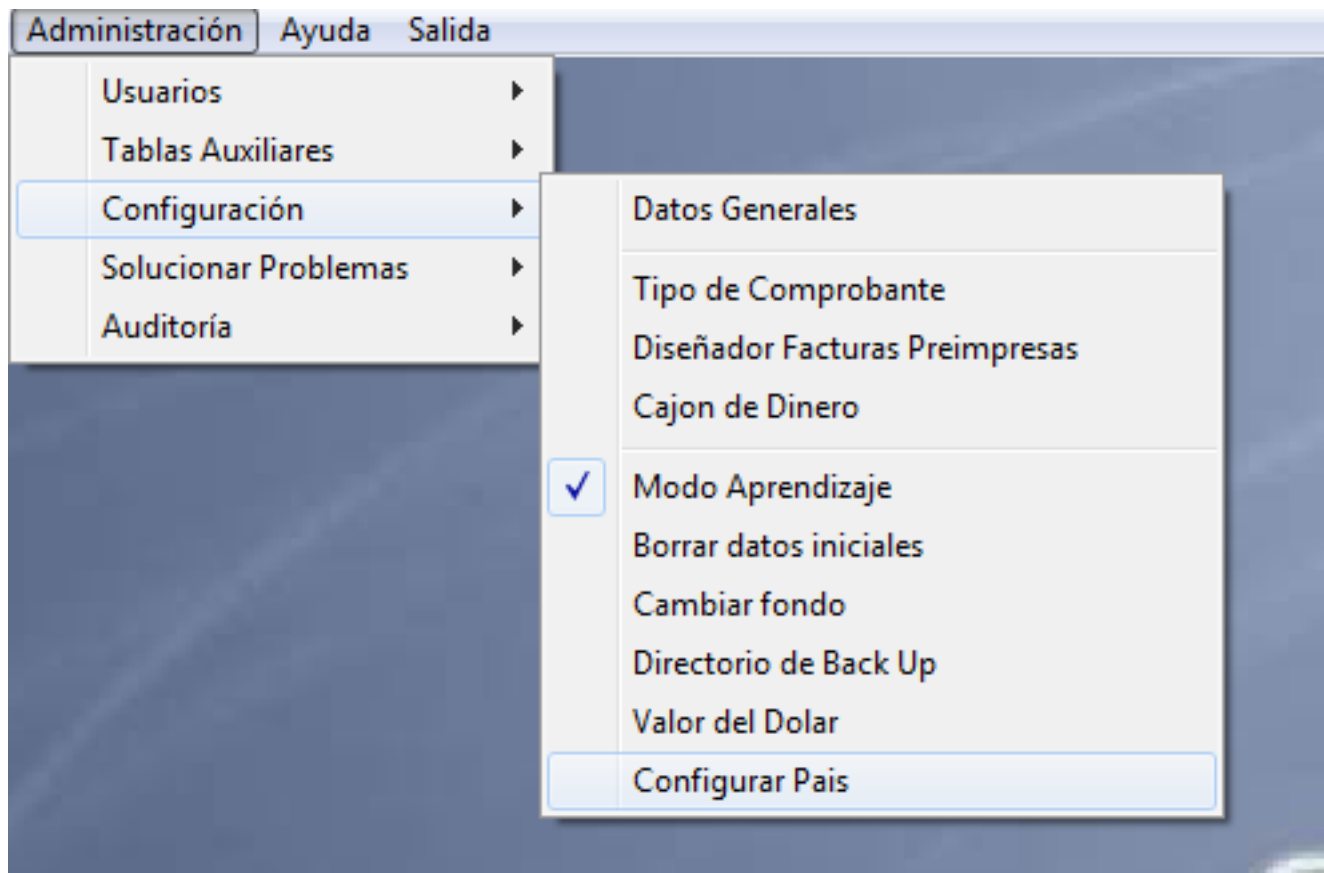 Administración Ayuda Salida
Usuarios
Tablas Auxiliares
Configuración
Solucionar Problemas
Auditoría
Datos Generales
Tipo de Comprobante
Diseñador Facturas Preimpresas
Cajon de Dinero
Modo Aprendizaje
Borrar datos iniciales
Cambiar fondo
Directorio de Back Up
Valor del Dolar
Configurar Pais